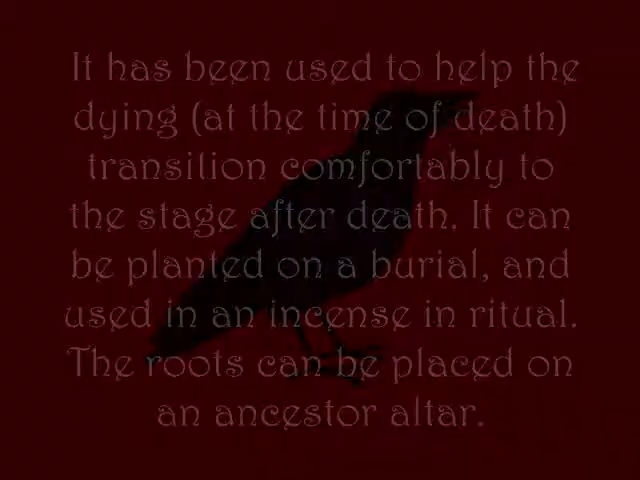 It has been used to help the
dying (at the time of death)
transition comfortably to
the stage after death. It can
be planted on a burial, and
used in an incense in ritual.
The roots can be placed on
an ancestor altar.